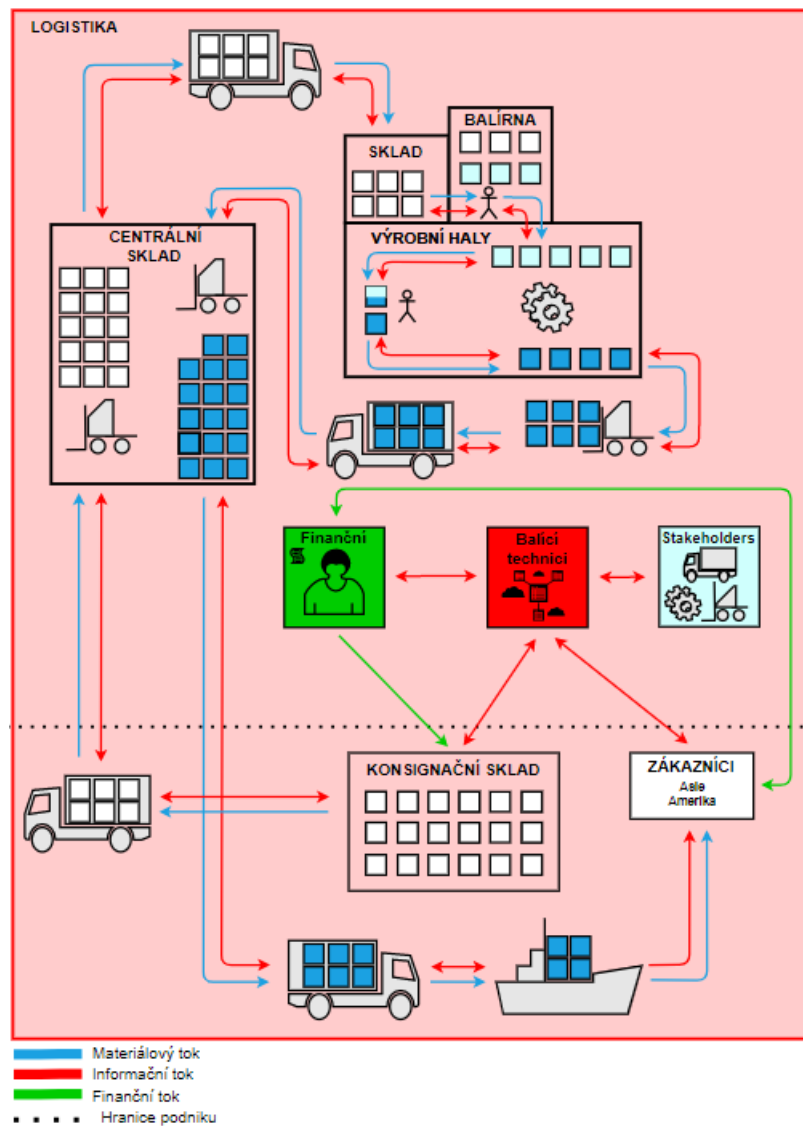 LOGISTIKA
BALÍRNA
SKLAD
CENTRÁLNÍ
SKLAD
VÝROBNÍ HALY
Finanční
Balící
technici
Stakeholders
KONSIGNAČNÍ SKLAD
ZÁKAZNÍCI
Asie
Amerika
Materiálový tok
Informační tok
Finanční tok
Hranice podniku